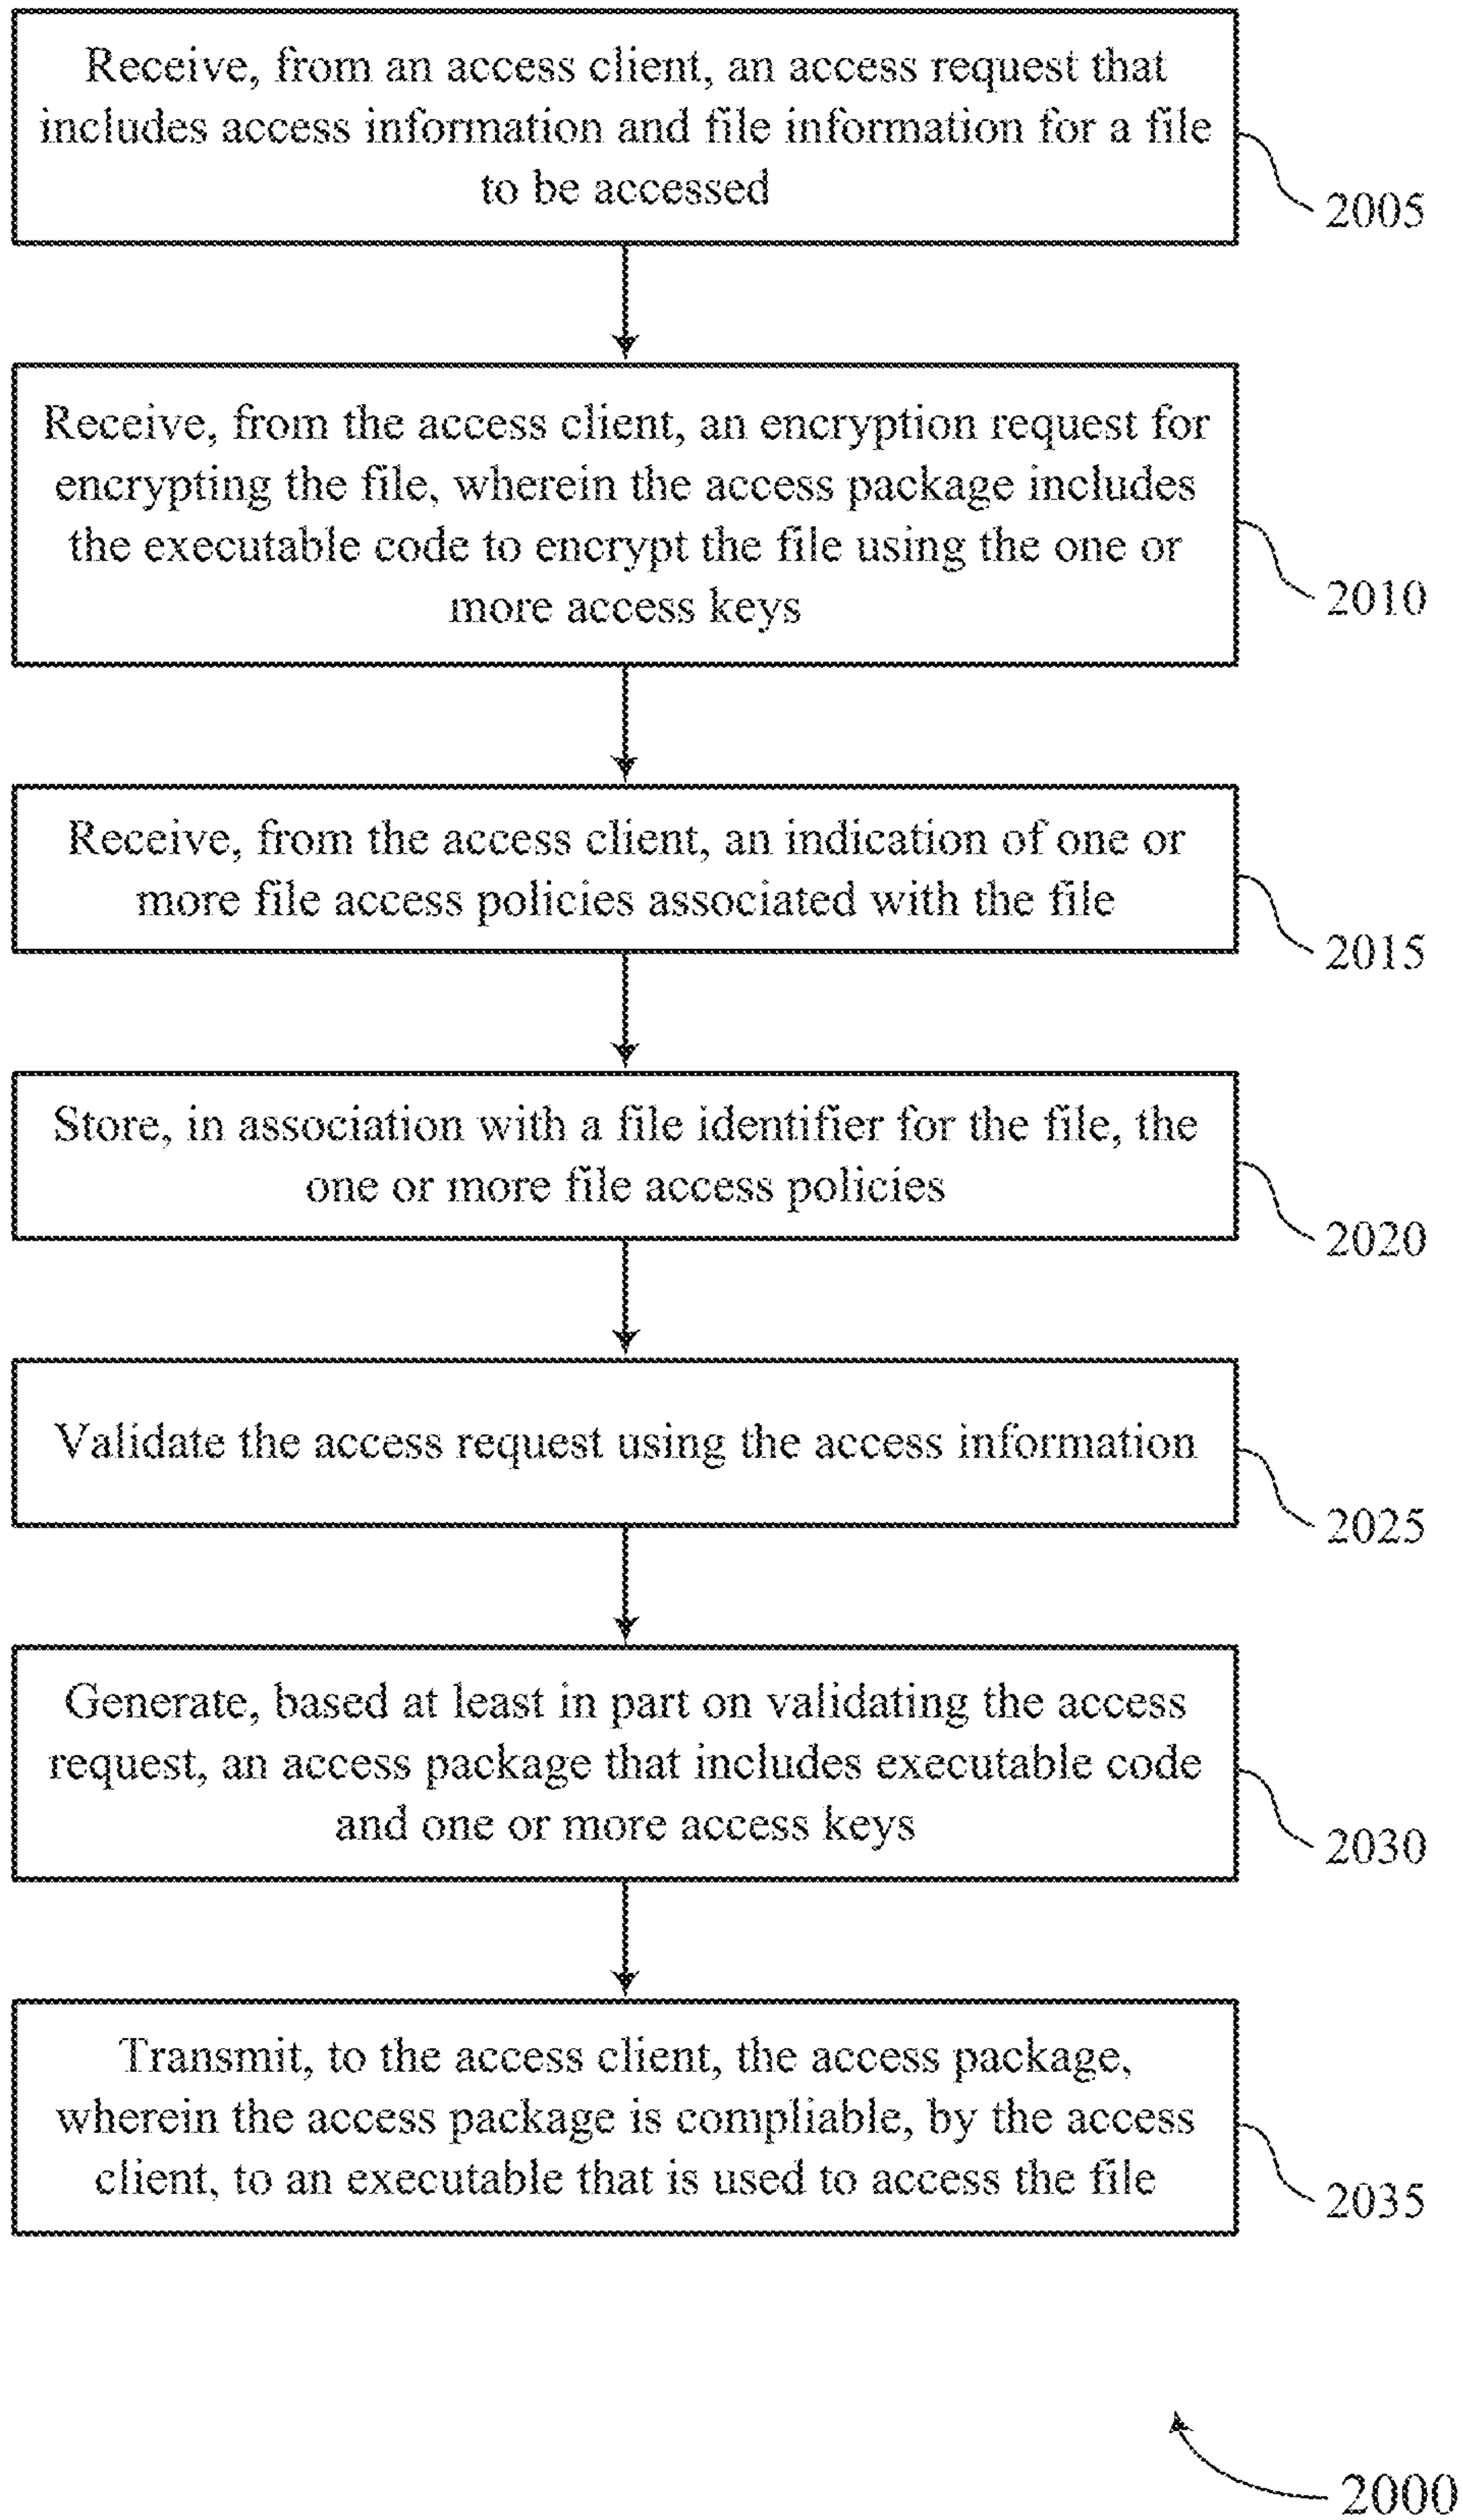 Receive, from an access client, an access request that
includes access information and file information for a file
to be accessed
2005
Receive, from the access client, an encryption request for
encrypting the file, wherein the access package includes
the executable code to encrypt the file using the one or
more access keys
2010
Receive, from the access client, an indication of one or
more file access policies associated with the file
2015
Store, in association with a file identifier for the file, the
one or more file access policies
2020
Validate the access request using the access information
2025
Generate, based at least in part on validating the access
request, an access package that includes executable code
and one or more access keys
2030
Transmit, to the access client, the access package,
wherein the access package is compliable, by the access
client, to an executable that is used to access the file
2035
2000